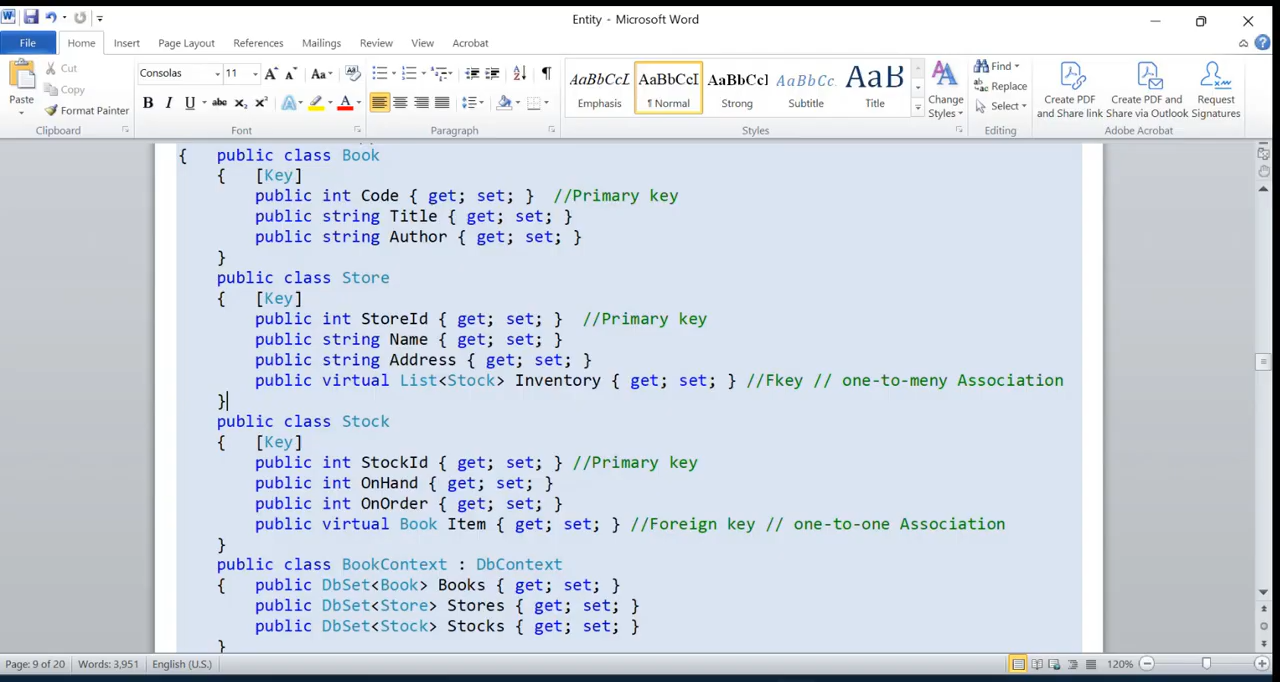 Entity - Microsoft Word
File Home Insert Page Layout References Mailings Review View Acrobat
Paste
Cut
Copy
Format Painter
Clipboard
Consolas 11
Font
Paragraph
AaBbCcL AaBbCcI AaBbCcl AaBbCc. AaB
Emphasis ¶ Normal Strong Subtitle Title
Change Styles
Styles
Find
Replace
Select
Editing
Create PDF and Share link
Create PDF and Share via Outlook
Request Signatures
Adobe Acrobat
{ public class Book
{ [Key]
public int Code { get; set; } //Primary key
public string Title { get; set; }
public string Author { get; set; }
}
public class Store
{ [Key]
public int StoreId { get; set; } //Primary key
public string Name { get; set; }
public string Address { get; set; }
public virtual List<Stock> Inventory { get; set; } //Fkey // one-to-meny Association
}
public class Stock
{ [Key]
public int StockId { get; set; } //Primary key
public int OnHand { get; set; }
public int OnOrder { get; set; }
public virtual Book Item { get; set; } //Foreign key // one-to-one Association
}
public class BookContext : DbContext
{ public DbSet<Book> Books { get; set; }
public DbSet<Store> Stores { get; set; }
public DbSet<Stock> Stocks { get; set; }
}
Page: 9 of 20 Words: 3,951 English (U.S.) 120%